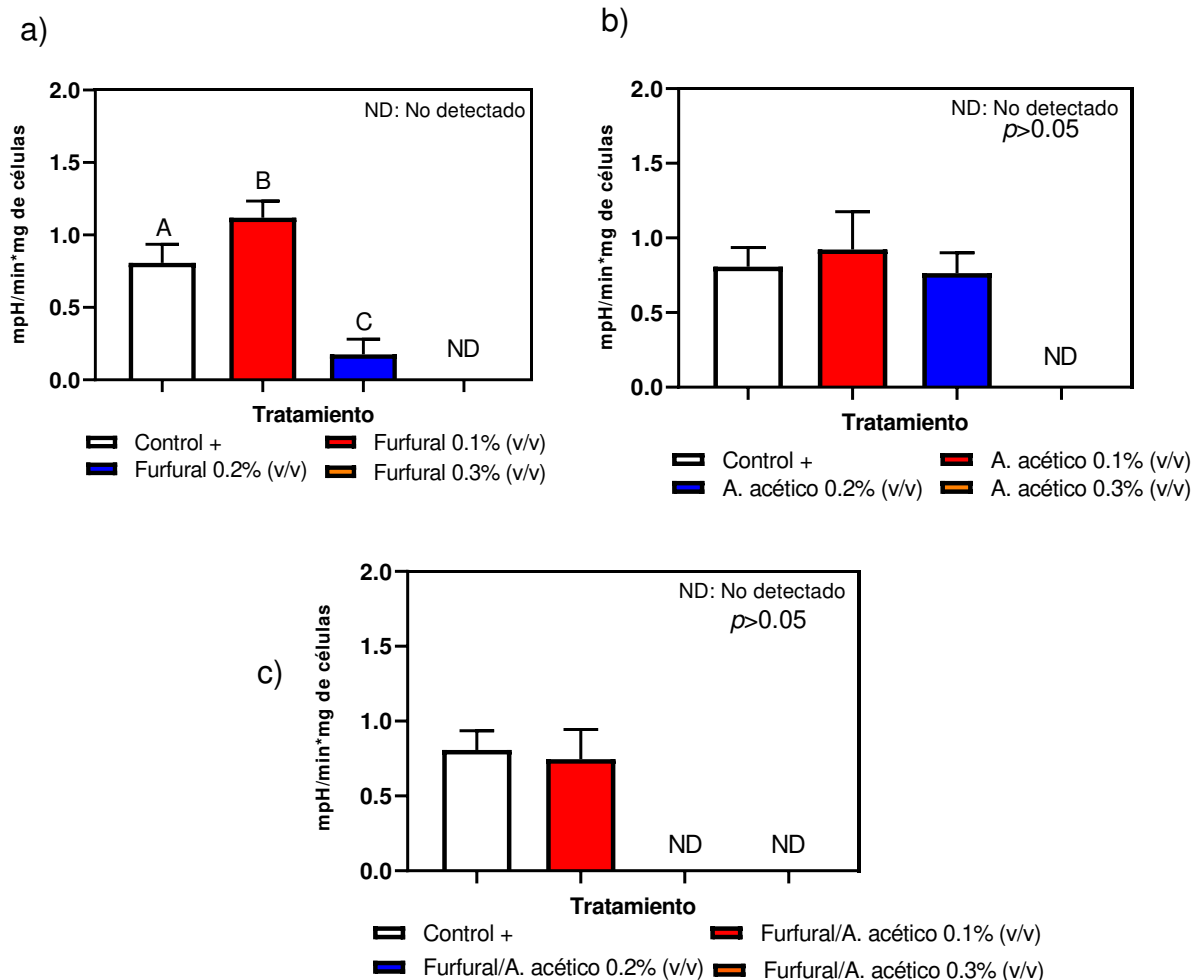 a)
mpH/min*mg de células
2.0
1.5
1.0
0.5
0.0
ND: No detectado
A
B
C
ND
Tratamiento
Control +
Furfural 0.1% (v/v)
Furfural 0.2% (v/v)
Furfural 0.3% (v/v)
b)
mpH/min*mg de células
2.0
1.5
1.0
0.5
0.0
ND: No detectado
p>0.05
ND
Tratamiento
Control +
A. acético 0.1% (v/v)
A. acético 0.2% (v/v)
A. acético 0.3% (v/v)
c)
mpH/min*mg de células
2.0
1.5
1.0
0.5
0.0
ND: No detectado
p>0.05
ND
ND
Tratamiento
Control +
Furfural/A. acético 0.1% (v/v)
Furfural/A. acético 0.2% (v/v)
Furfural/A. acético 0.3% (v/v)